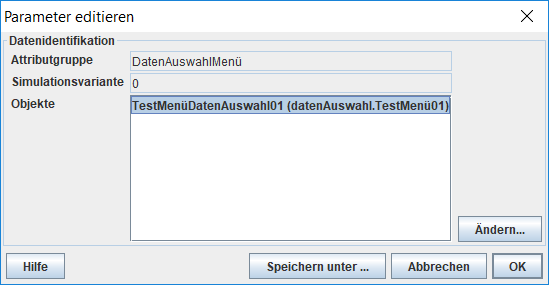 Parameter editieren
Datenidentifikation
Attributgruppe DatenAuswahlMenü
Simulationsvariante 0
Objekte TestMenüDatenAuswahl01 (datenAuswahl.TestMenü01)
Ändern...
Hilfe Speichern unter ... Abbrechen OK